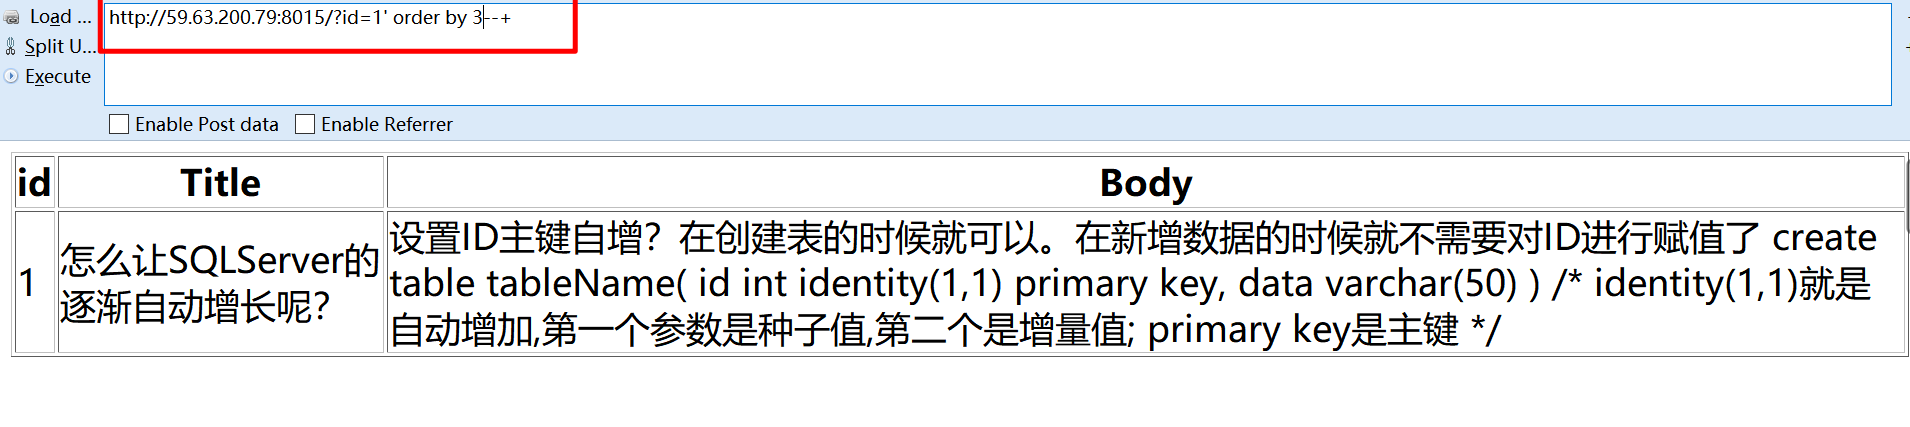 Load ...
http://59.63.200.79:8015/?id=1' order by 3--+
Split U...
Execute
Enable Post data
Enable Referrer
id
Title
Body
1
怎么让SQLServer的
逐渐自动增长呢?
设置ID主键自增? 在创建表的时候就可以。在新增数据的时候就不需要对ID进行赋值了 create
table tableName( id int identity(1,1) primary key, data varchar(50) ) /* identity(1,1)就是
自动增加,第一个参数是种子值,第二个是增量值; primary key是主键 */